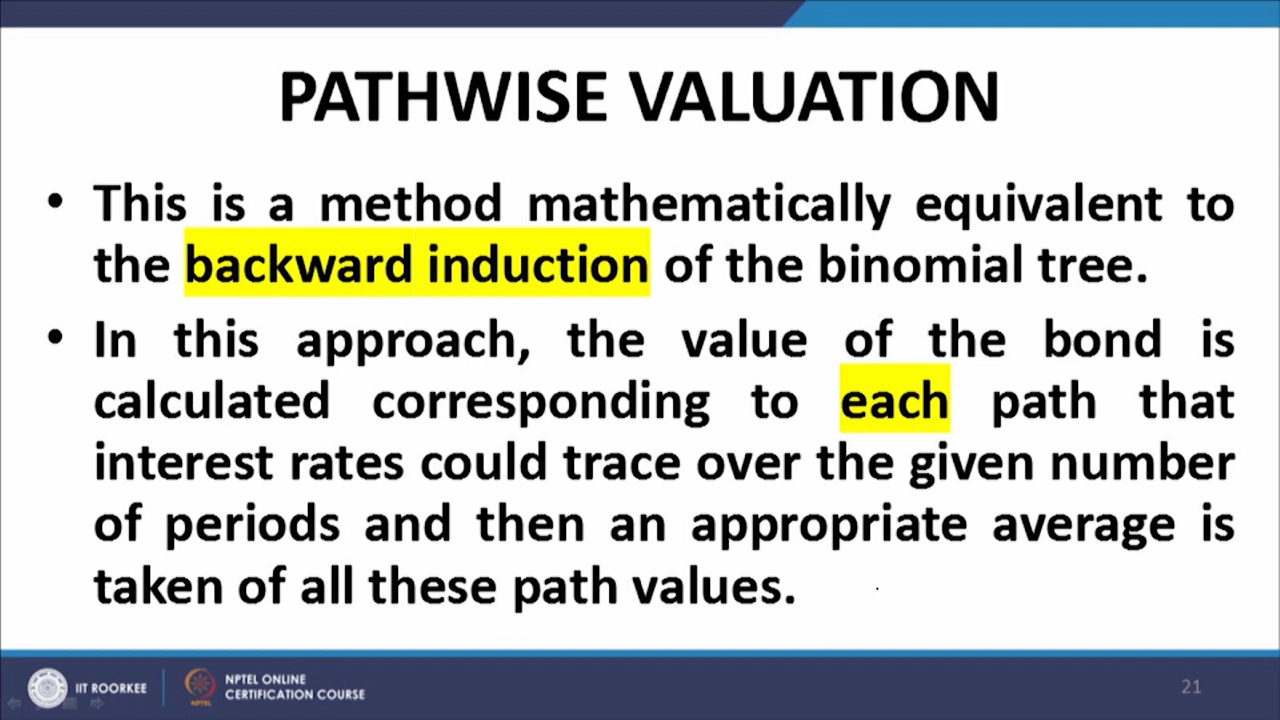 PATHWISE VALUATION
• This is a method mathematically equivalent to
the backward induction of the binomial tree.
• In this approach, the value of the bond is
calculated corresponding to each path that
interest rates could trace over the given number
of periods and then an appropriate average is
taken of all these path values.
IIT ROORKEE
NPTEL
NPTEL ONLINE
CERTIFICATION COURSE
21